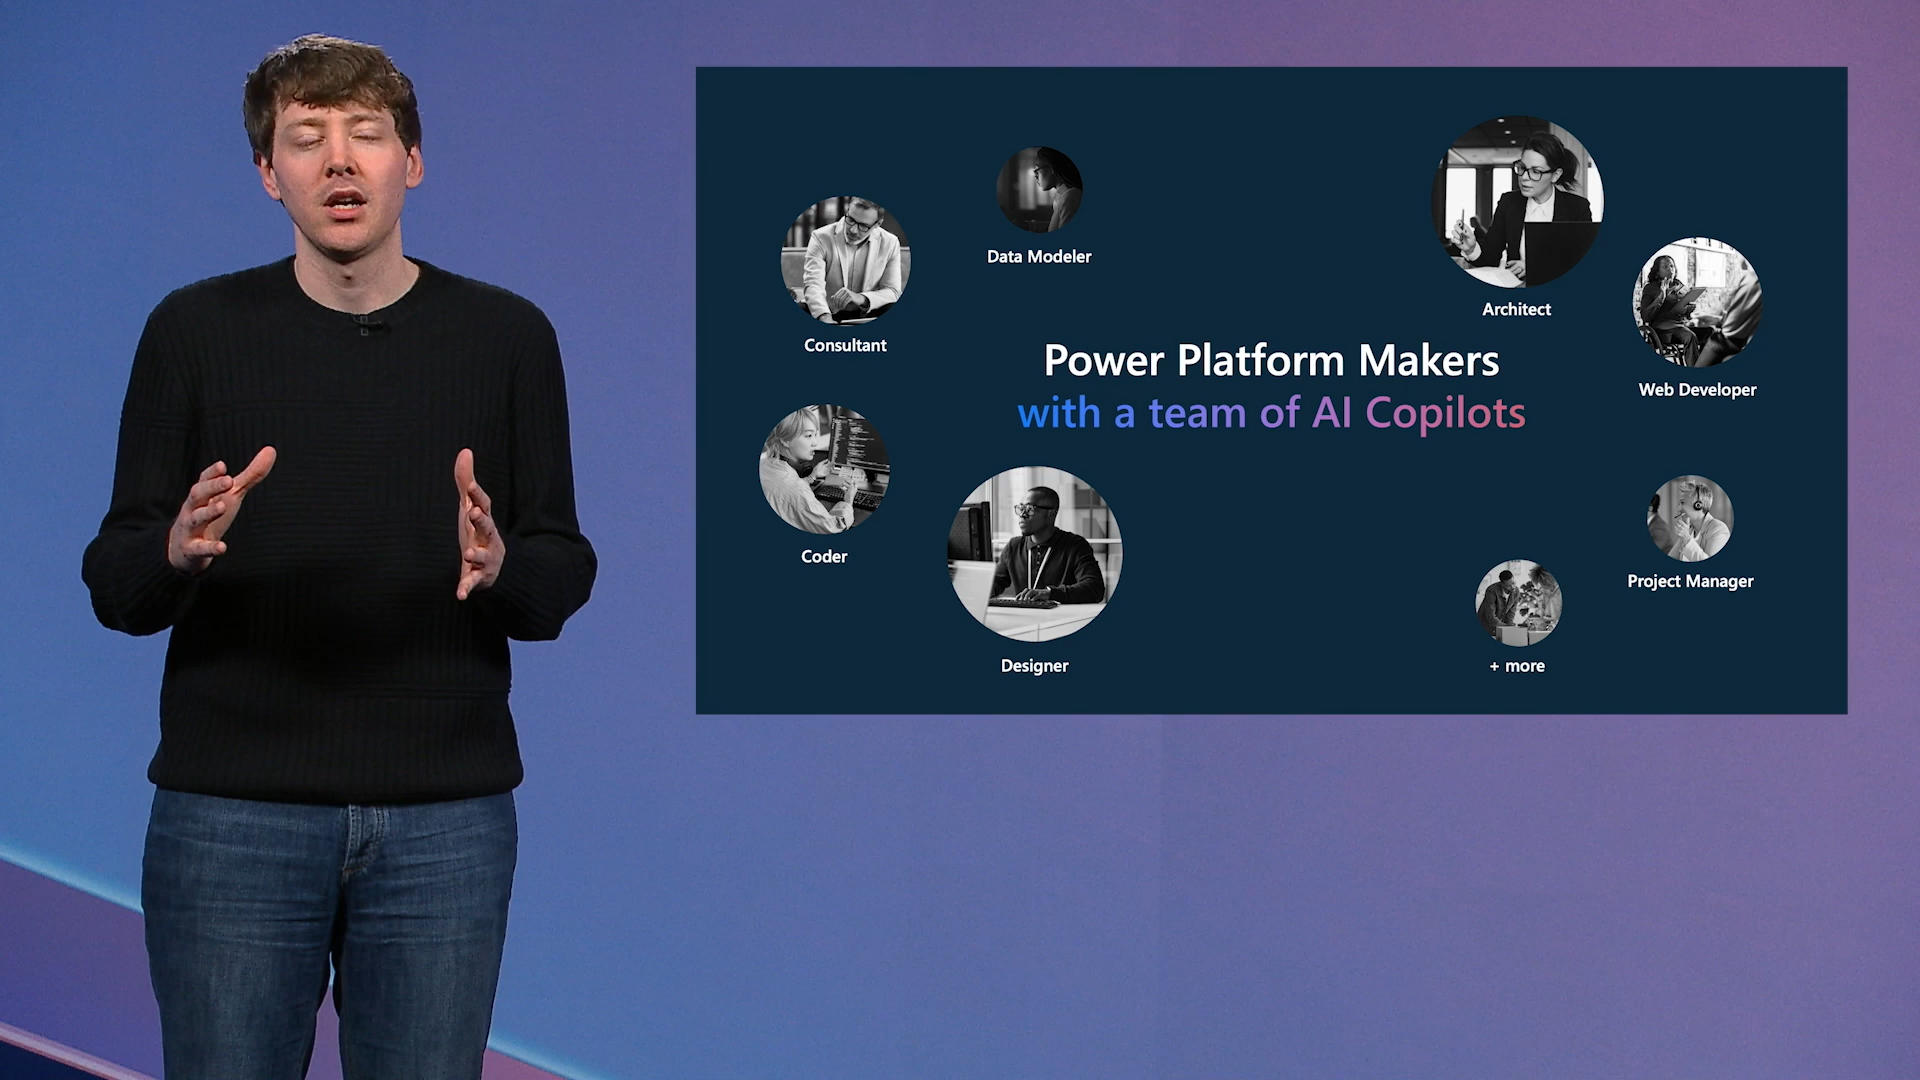 Data Modeler
Consultant
Architect
Web Developer
Power Platform Makers
with a team of AI Copilots
Coder
Designer
Project Manager
+ more